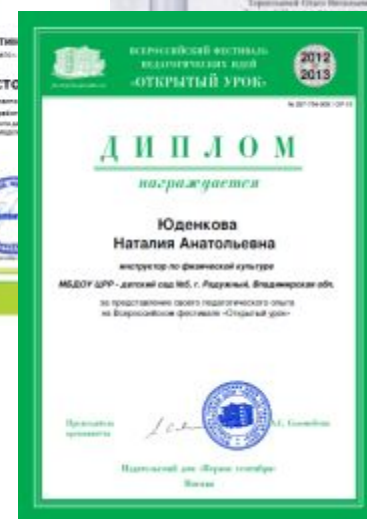 ВСЕРОССИЙСКИЙ ФЕСТИВАЛЬ
ПЕДАГОГИЧЕСКИХ ИДЕЙ
«ОТКРЫТЫЙ УРОК»
2012
2013
ДИПЛОМ
награждается
Юденкова
Наталия Анатольевна
инструктор по физической культуре
МБДОУ ЦРР - детский сад №5, г. Радужный, Владимирская обл.
за представление своего педагогического опыта
на Всероссийском фестивале «Открытый урок»
Председатель
оргкомитета
Издательский дом «Первое сентября»
Москва